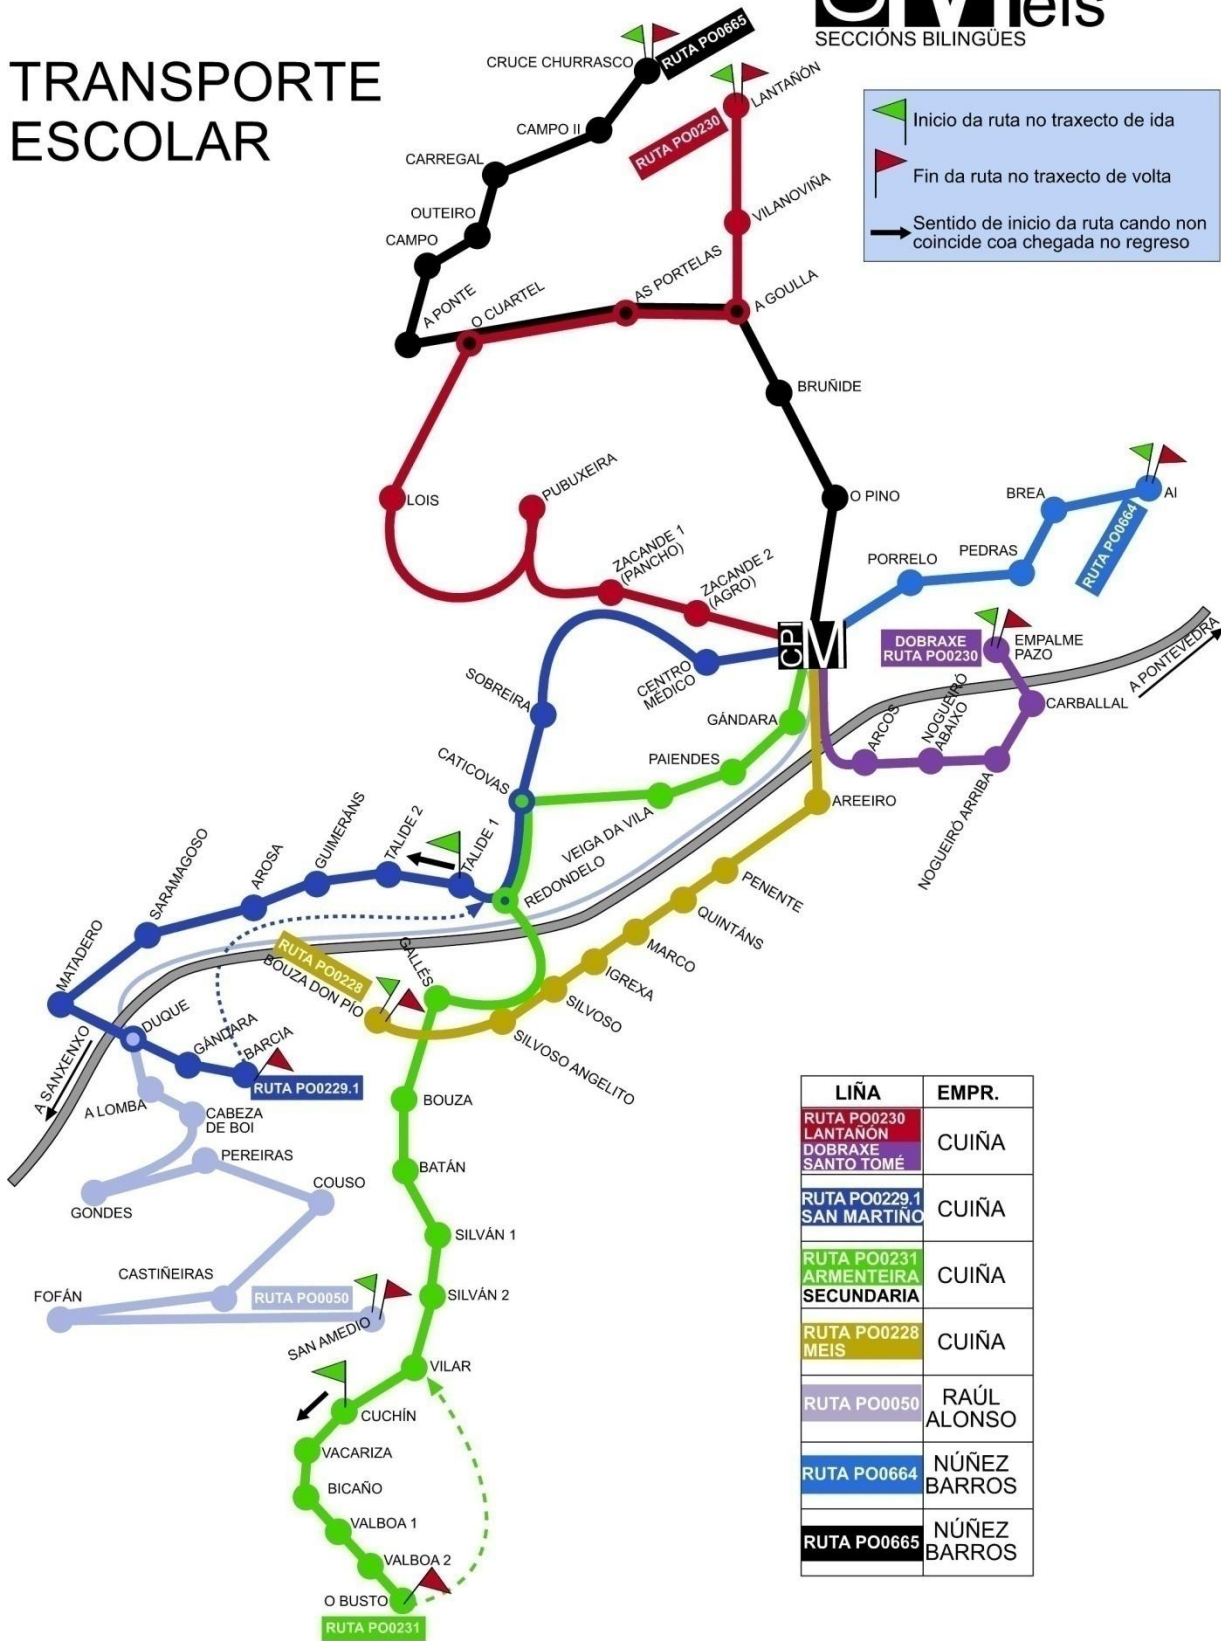 eis
SECCIÓNS BILINGÜES
TRANSPORTE
ESCOLAR
Inicio da ruta no traxecto de ida
Fin da ruta no traxecto de volta
Sentido de inicio da ruta cando non
coincide coa chegada no regreso
CRUCE CHURRASCO
RUTA PO0665
CAMPO II
CARREGAL
OUTEIRO
CAMPO
A PONTE
O CUARTEL
AS PORTELAS
A GOULLA
VILANOVIÑA
LANTAÑÓN
RUTA PO0230
BRUÑIDE
O PINO
LOIS
PUBUXEIRA
ZACANDE 1
(PANCHO)
ZACANDE 2
(AGRO)
CPI
M
AI
RUTA PO0664
BREA
PEDRAS
PORRELO
DOBRAXE
RUTA PO0230
EMPALME
PAZO
CARBALLAL
A PONTEVEDRA
ARCOS
NOGUEIRÓ
ABAIXO
NOGUEIRÓ ARRIBA
CENTRO
MÉDICO
SOBREIRA
CATICOVAS
GÁNDARA
PAIENDES
VEIGA DA VILA
REDONDELO
AREEIRO
PENENTE
QUINTÁNS
MARCO
IGREXA
SILVOSO
SILVOSO ANGELITO
BOUZA DON PÍO
RUTA PO0228
TALIDE 1
TALIDE 2
GUIMERÁNS
AROSA
SARAMAGOSO
MATADERO
DUQUE
GÁNDARA
BARCIA
RUTA PO0229.1
A SANXENXO
A LOMBA
CABEZA
DE BOI
PEREIRAS
GONDES
COUSO
CASTIÑEIRAS
FOFÁN
RUTA PO0050
SAN AMEDIO
GALLÉS
BOUZA
BATÁN
SILVÁN 1
SILVÁN 2
VILAR
CUCHÍN
VACARIZA
BICAÑO
VALBOA 1
VALBOA 2
O BUSTO
RUTA PO0231
LIÑA EMPR.
RUTA PO0230
LANTAÑÓN
DOBRAXE
SANTO TOMÉ
CUIÑA
RUTA PO0229.1
SAN MARTIÑO
CUIÑA
RUTA PO0231
ARMENTEIRA
SECUNDARIA
CUIÑA
RUTA PO0228
MEIS
CUIÑA
RUTA PO0050
RAÚL
ALONSO
RUTA PO0664
NÚÑEZ
BARROS
RUTA PO0665
NÚÑEZ
BARROS